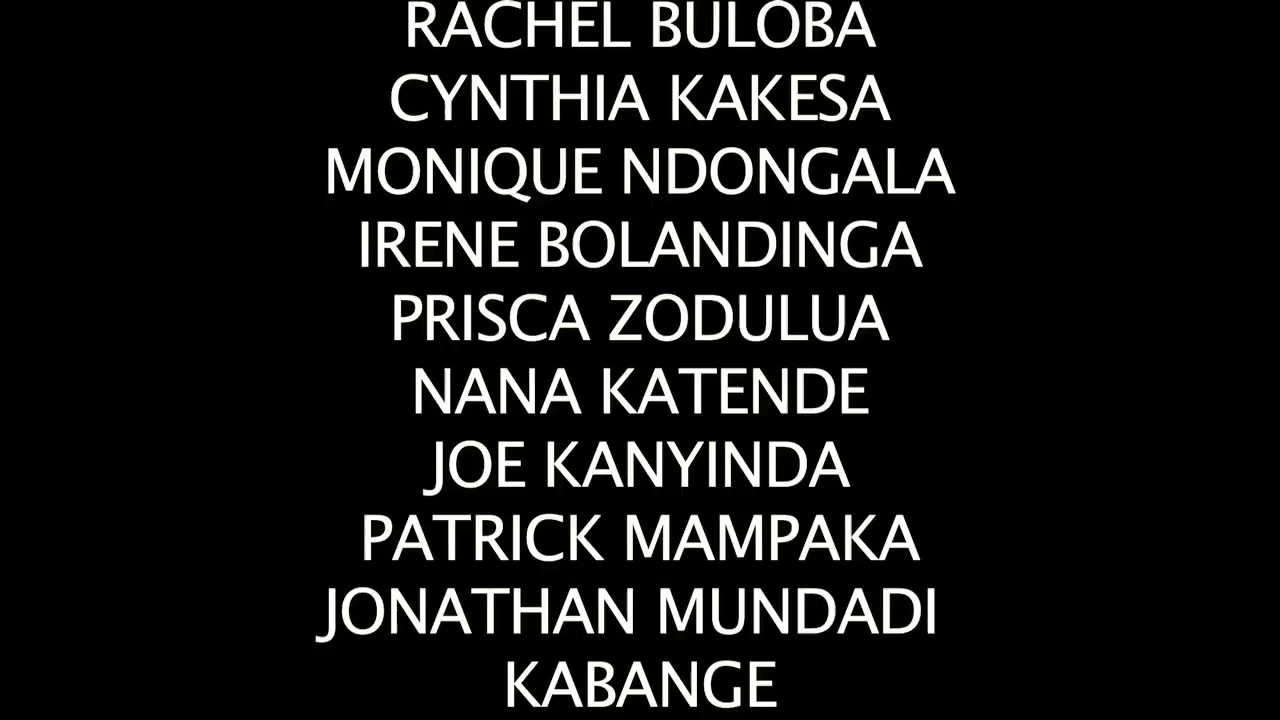 RACHEL BULOBA
CYNTHIA KAKESA
MONIQUE NDONGALA
IRENE BOLANDINGA
PRISCA ZODULUA
NANA KATENDE
JOE KANYINDA
PATRICK MAMPAKA
JONATHAN MUNDADI
KABANGE